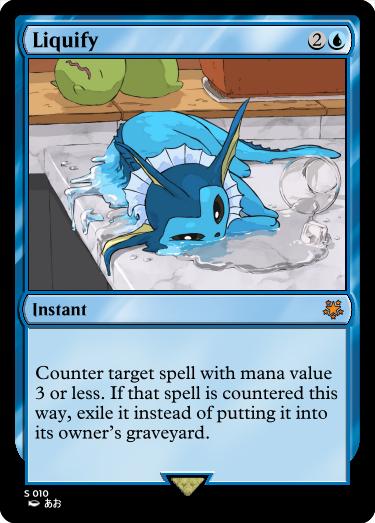 Liquify 2
Instant
Counter target spell with mana value
3 or less. If that spell is countered this
way, exile it instead of putting it into
its owner's graveyard.
S 010
あお